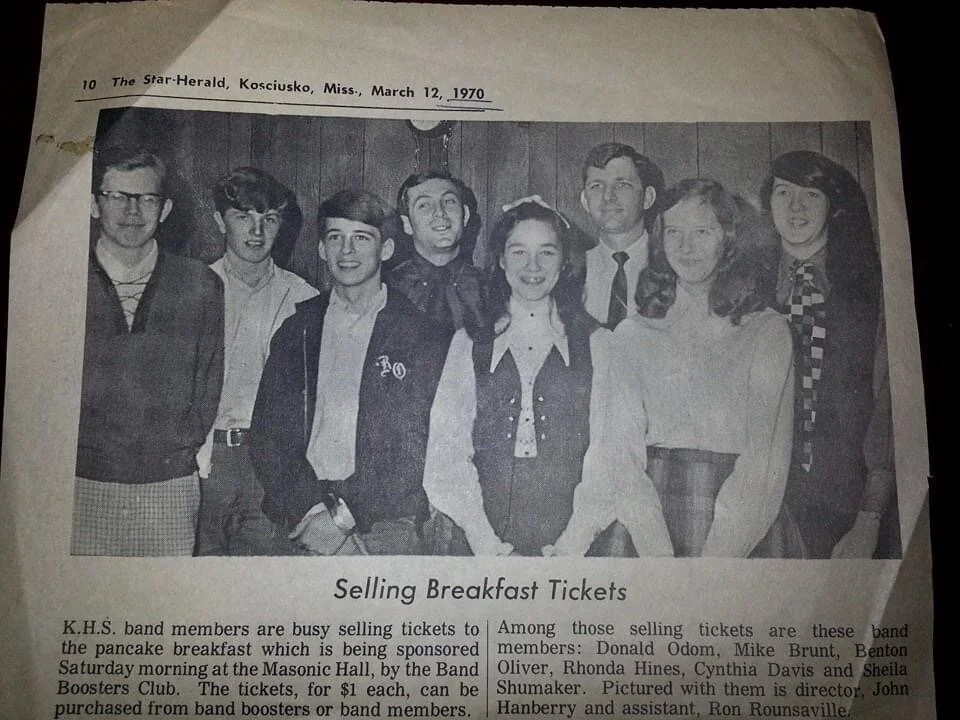 10 The Star-Herald, Kosciusko, Miss., March 12, 1970
BO
Selling Breakfast Tickets
K.H.S. band members are busy selling tickets to
the pancake breakfast which is being sponsored
Saturday morning at the Masonic Hall, by the Band
Boosters Club. The tickets, for $1 each, can be
purchased from band boosters or band members.
Among those selling tickets are these band
members: Donald Odom, Mike Brunt, Benton
Oliver, Rhonda Hines, Cynthia Davis and Sheila
Shumaker. Pictured with them is director, John
Hanberry and assistant, Ron Rounsaville.